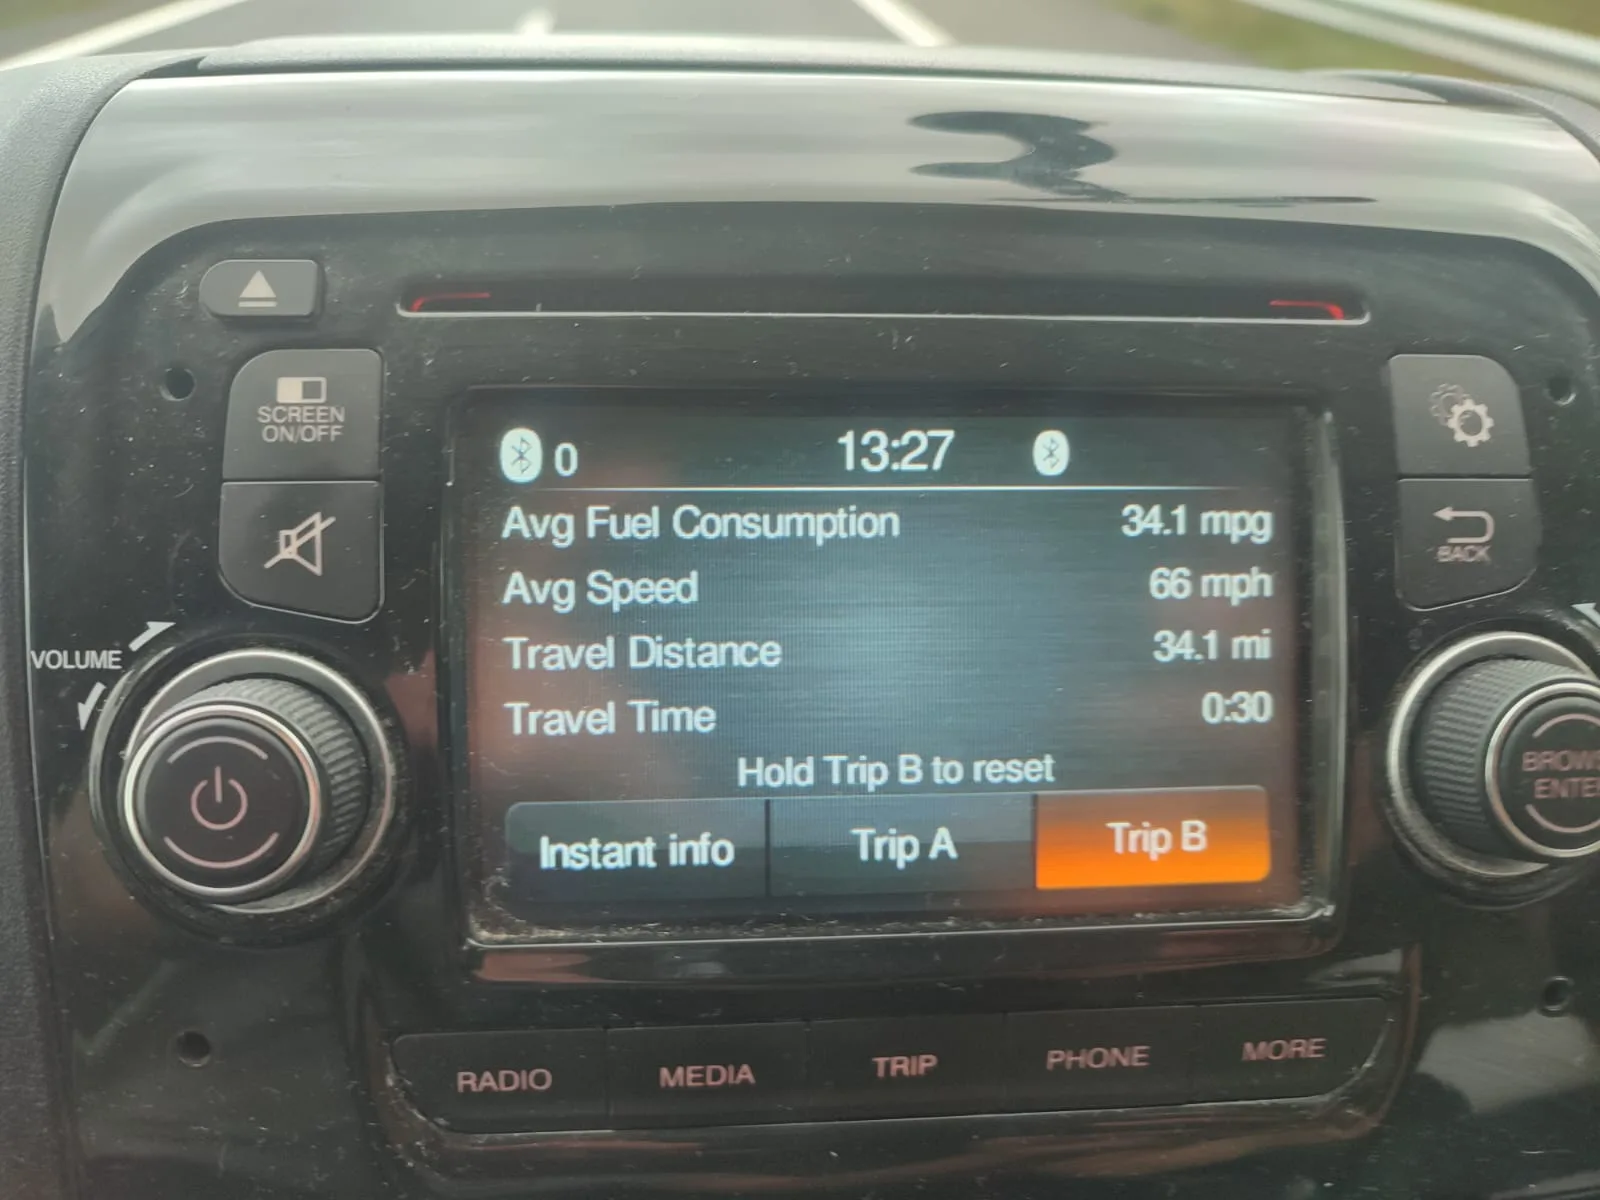 SCREEN
ON/OFF
VOLUME
0 13:27
Avg Fuel Consumption 34.1 mpg
Avg Speed 66 mph
Travel Distance 34.1 mi
Travel Time 0:30
Hold Trip B to reset
Instant info Trip A Trip B
BACK
RADIO MEDIA TRIP PHONE MORE